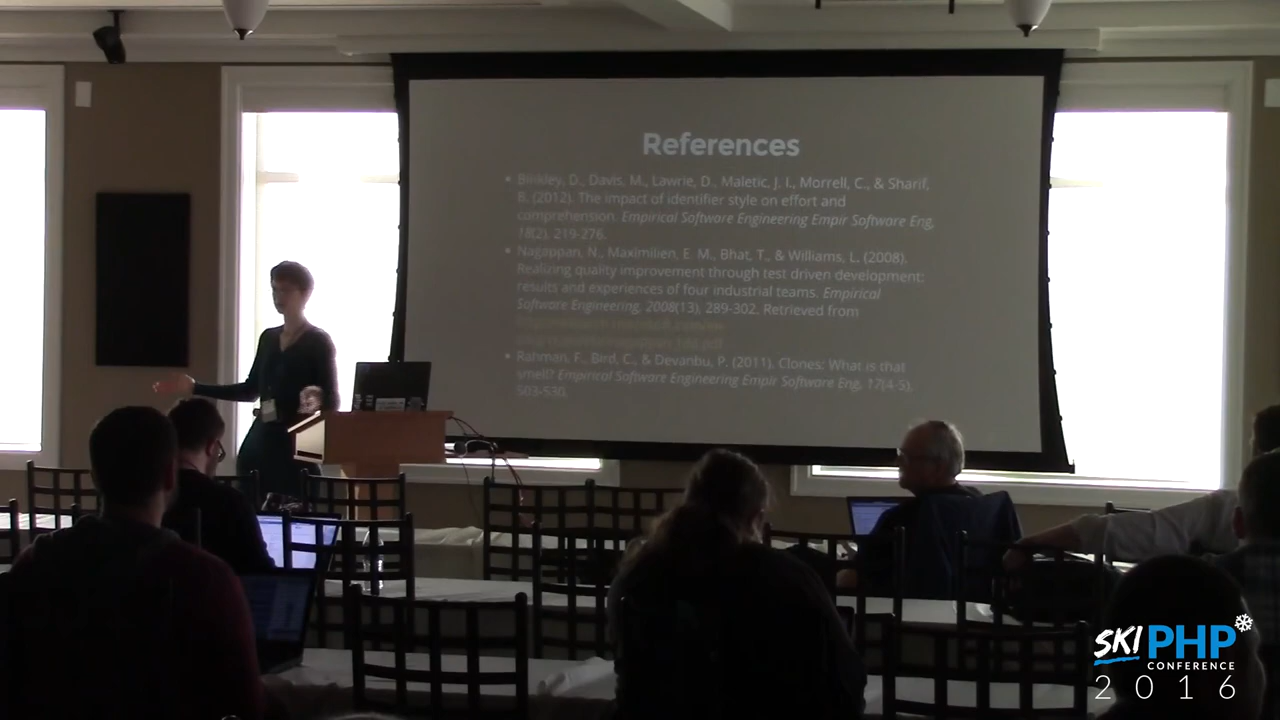 References
• Binkley, D., Davis, M., Lawrie, D., Maletic, J. I., Morrell, C., & Sharif,
B. (2012). The impact of identifier style on effort and
comprehension. Empirical Software Engineering Empir Software Eng,
18(2), 219-276.
• Nagappan, N., Maximilien, E. M., Bhat, T., & Williams, L. (2008).
Realizing quality improvement through test driven development:
results and experiences of four industrial teams. Empirical
Software Engineering, 2008(13), 289-302. Retrieved from
• Rahman, F., Bird, C., & Devanbu, P. (2011). Clones: What is that
smell? Empirical Software Engineering Empir Software Eng, 17(4-5),
503-530.
SKI PHP
CONFERENCE
2016